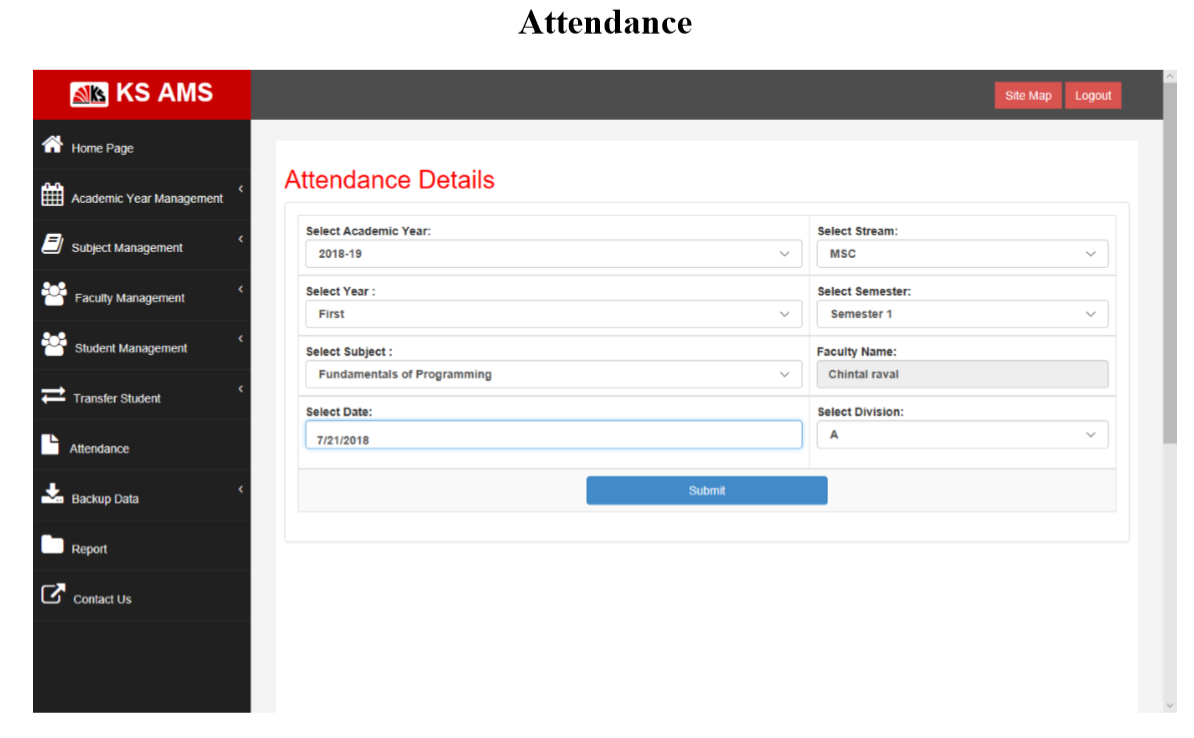 Attendance
KS AMS
Site Map Logout
Home Page
Academic Year Management
Subject Management
Faculty Management
Student Management
Transfer Student
Attendance
Backup Data
Report
Contact Us
Attendance Details
Select Academic Year: Select Stream:
2018-19 MSC
Select Year : Select Semester:
First Semester 1
Select Subject : Faculty Name:
Fundamentals of Programming Chintal raval
Select Date: Select Division:
7/21/2018 A
Submit